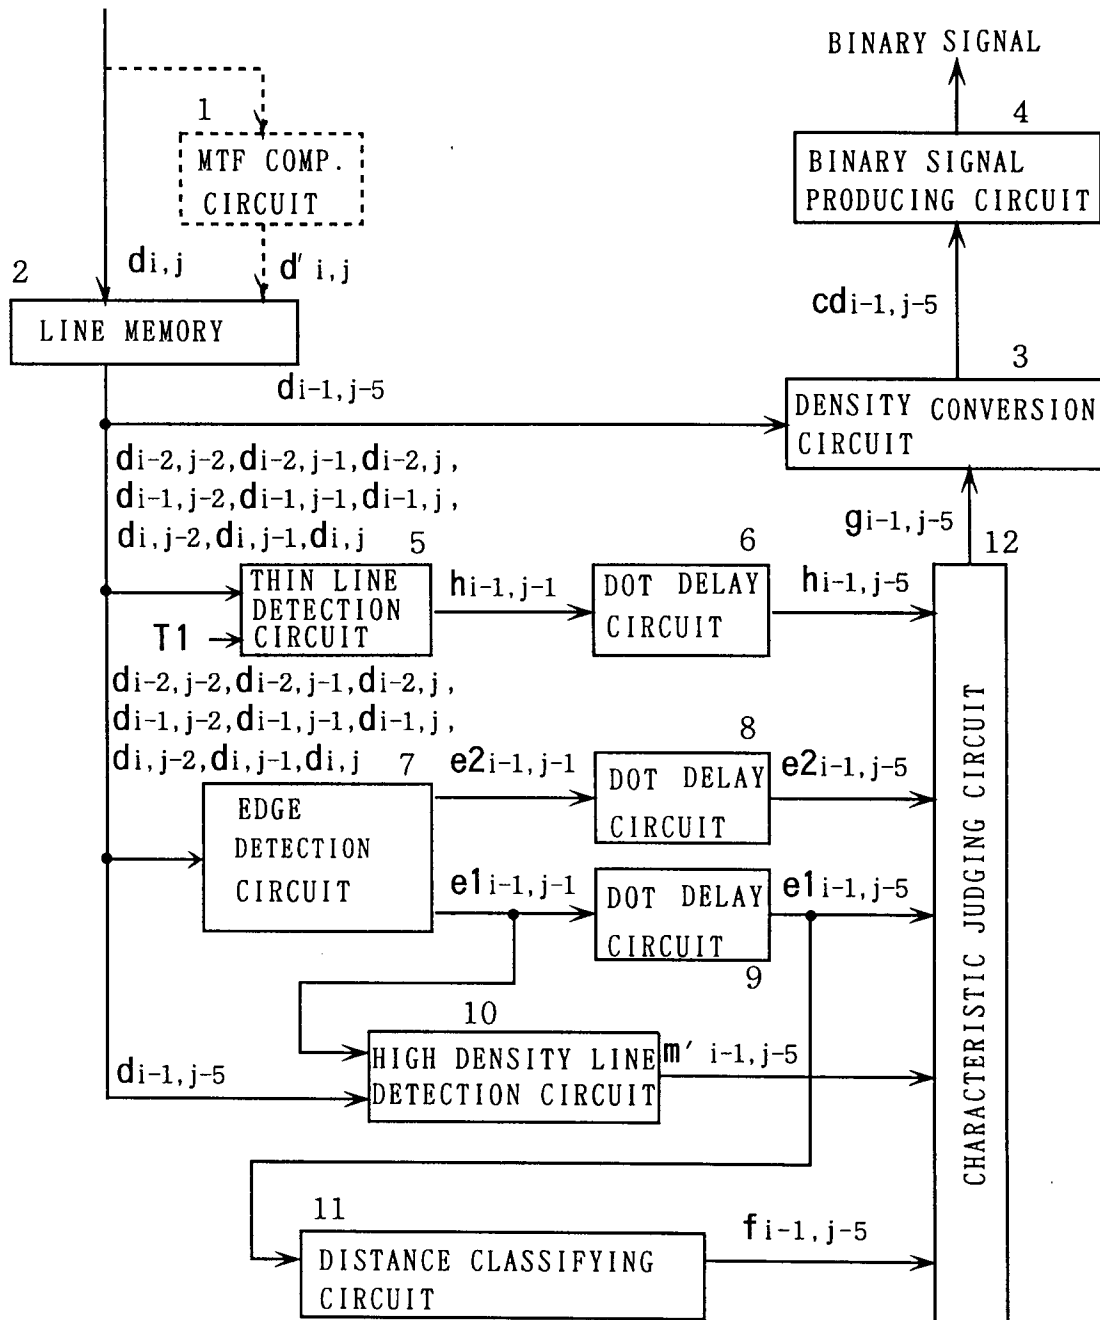 BINARY SIGNAL
1
4
MTF COMP.
CIRCUIT
BINARY SIGNAL
PRODUCING CIRCUIT
di,j
d' i,j
2
LINE MEMORY
cdi-1,j-5
3
di-1,j-5
DENSITY CONVERSION
CIRCUIT
di-2,j-2,di-2,j-1,di-2,j,
di-1,j-2,di-1,j-1,di-1,j,
di,j-2,di,j-1,di,j
gi-1,j-5
5
6
12
THIN LINE
DETECTION
CIRCUIT
T1
hi-1,j-1
DOT DELAY
CIRCUIT
hi-1,j-5
di-2,j-2,di-2,j-1,di-2,j,
di-1,j-2,di-1,j-1,di-1,j,
di,j-2,di,j-1,di,j
7
8
EDGE
DETECTION
CIRCUIT
e2i-1,j-1
DOT DELAY
CIRCUIT
e2i-1,j-5
e1i-1,j-1
DOT DELAY
CIRCUIT
e1i-1,j-5
9
CHARACTERISTIC JUDGING CIRCUIT
10
di-1,j-5
HIGH DENSITY LINE
DETECTION CIRCUIT
m' i-1,j-5
11
DISTANCE CLASSIFYING
CIRCUIT
fi-1,j-5